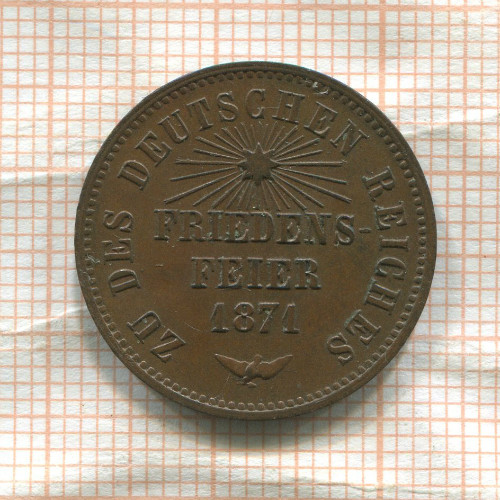 ZU DES DEUTSCHEN REICHES
FRIEDENS-
FEIER
1871